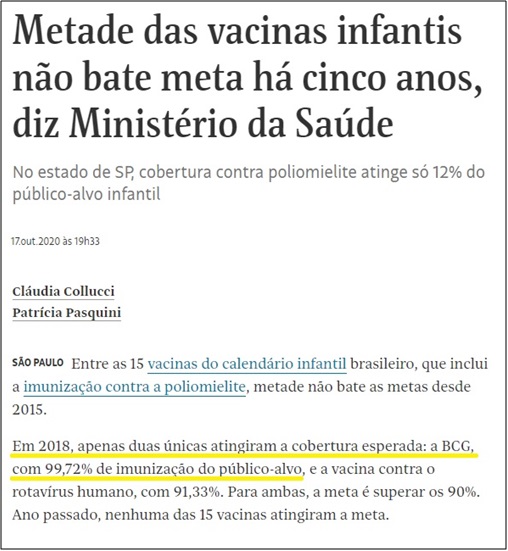 Metade das vacinas infantis
não bate meta há cinco anos,
diz Ministério da Saúde
No estado de SP, cobertura contra poliomielite atinge só 12% do
público-alvo infantil
17.out.2020 às 19h33
Cláudia Collucci
Patrícia Pasquini
SÃO PAULO Entre as 15 vacinas do calendário infantil brasileiro, que inclui
a imunização contra a poliomielite, metade não bate as metas desde
2015.
Em 2018, apenas duas únicas atingiram a cobertura esperada: a BCG,
com 99,72% de imunização do público-alvo, e a vacina contra o
rotavírus humano, com 91,33%. Para ambas, a meta é superar os 90%.
Ano passado, nenhuma das 15 vacinas atingiram a meta.